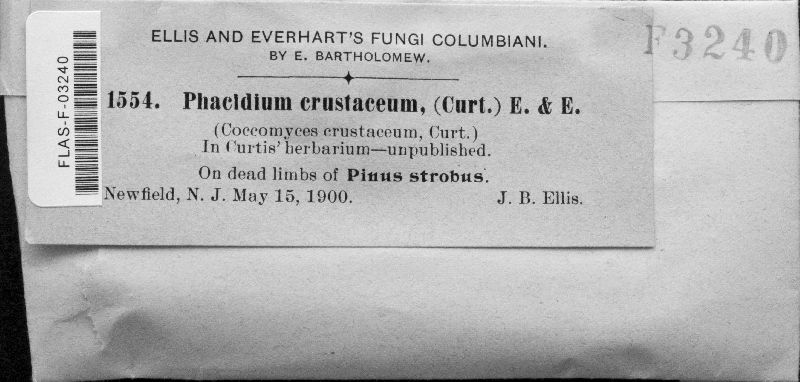 ELLIS AND EVERHART'S FUNGI COLUMBIANI.
BY E. BARTHOLOMEW.
F3240
FLAS-F-03240
1554. Phacidium crustaceum, (Curt.) E. & E.
(Coccomyces crustaceum, Curt.)
In Curtis' herbarium—unpublished.
On dead limbs of Pinus strobus.
Newfield, N. J. May 15, 1900. J. B. Ellis.